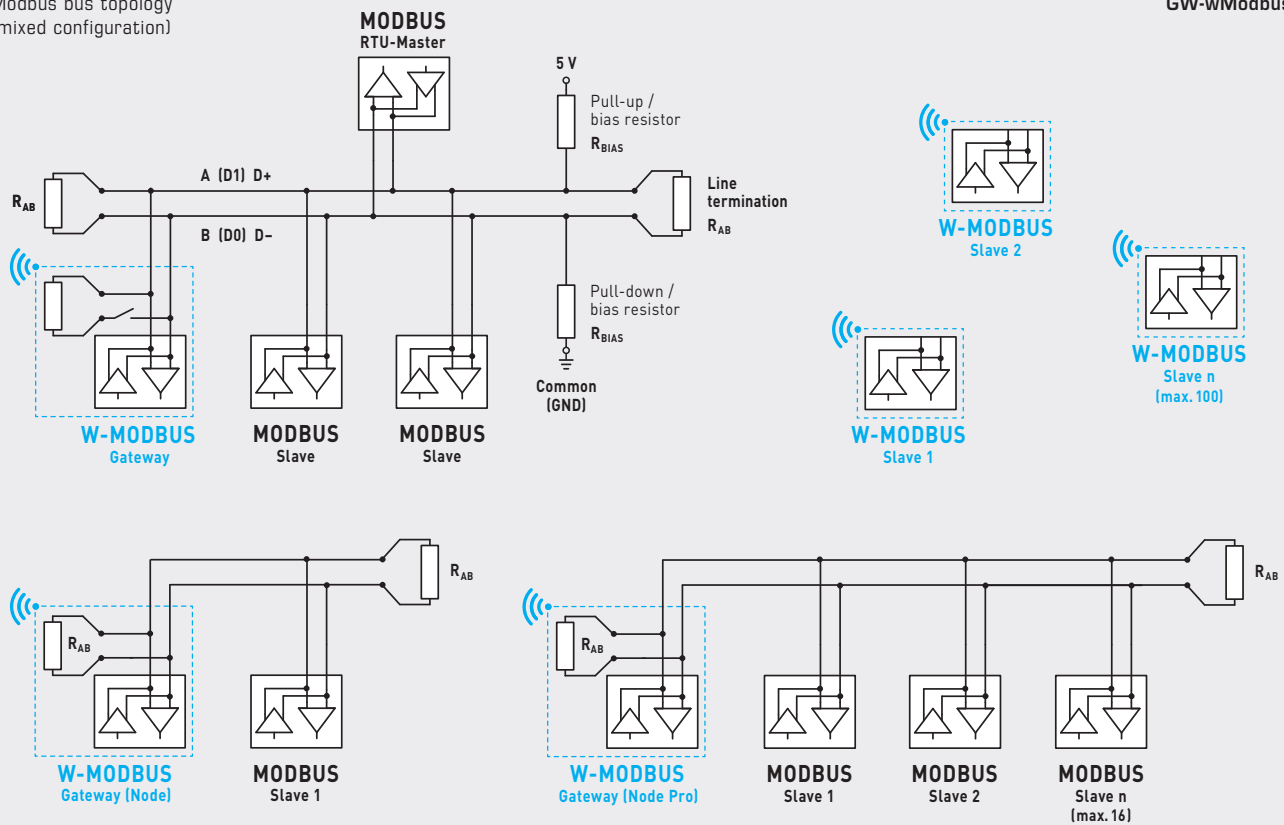 Modbus bus topology
mixed configuration)
GW-wModbus
MODBUS
RTU-Master
5 V
Pull-up /
bias resistor
RBIAS
A (D1) D+
B (D0) D−
RAB
Line
termination
RAB
Pull-down /
bias resistor
RBIAS
Common
(GND)
W-MODBUS
Gateway
MODBUS
Slave
MODBUS
Slave
W-MODBUS
Slave 2
W-MODBUS
Slave n
(max. 100)
W-MODBUS
Slave 1
RAB
RAB
W-MODBUS
Gateway (Node)
MODBUS
Slave 1
RAB
RAB
W-MODBUS
Gateway (Node Pro)
MODBUS
Slave 1
MODBUS
Slave 2
MODBUS
Slave n
(max. 16)